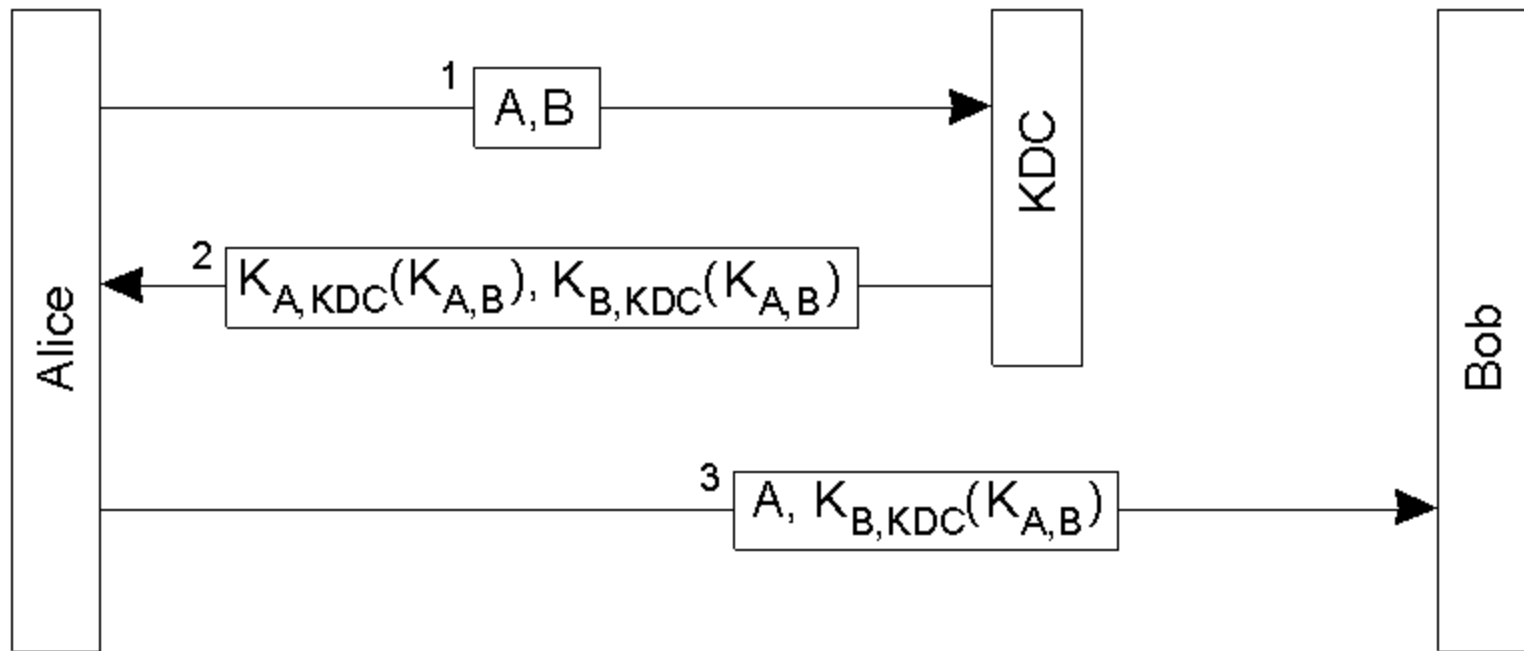 1
A,B
KDC
2
K_A,KDC(K_A,B), K_B,KDC(K_A,B)
Alice
Bob
3
A, K_B,KDC(K_A,B)